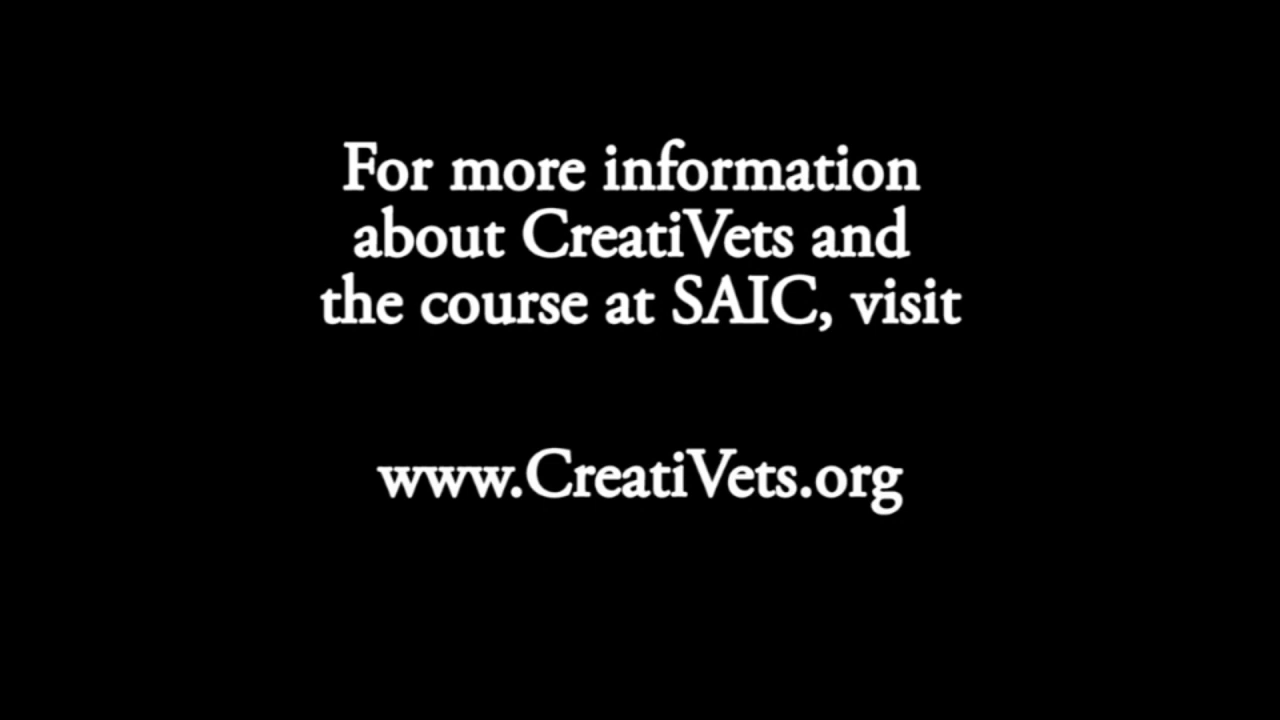 For more information
about CreatiVets and
the course at SAIC, visit
www.CreatiVets.org